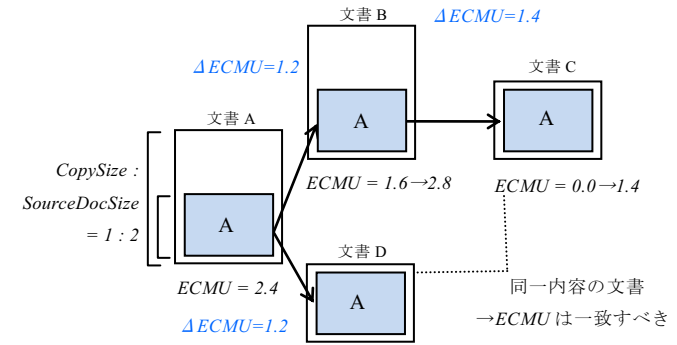 文書 B
ΔECMU=1.4
ΔECMU=1.2
文書 C
A
A
文書 A
CopySize :
SourceDocSize
= 1 : 2
ECMU = 1.6→2.8
ECMU = 0.0→1.4
A
文書 D
ECMU = 2.4
A
同一内容の文書
→ECMU は一致すべき
ΔECMU=1.2